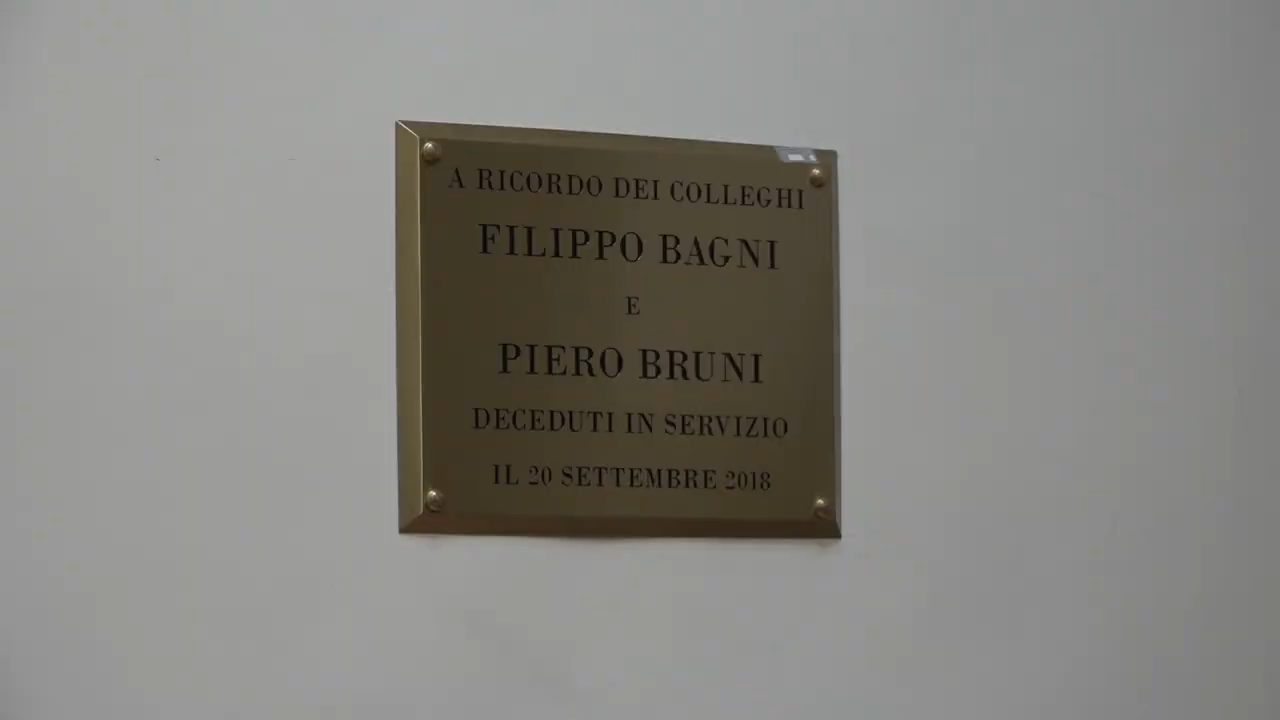 A RICORDO DEI COLLEGHI
FILIPPO BAGNI
E
PIERO BRUNI
DECEDUTI IN SERVIZIO
IL 20 SETTEMBRE 2018